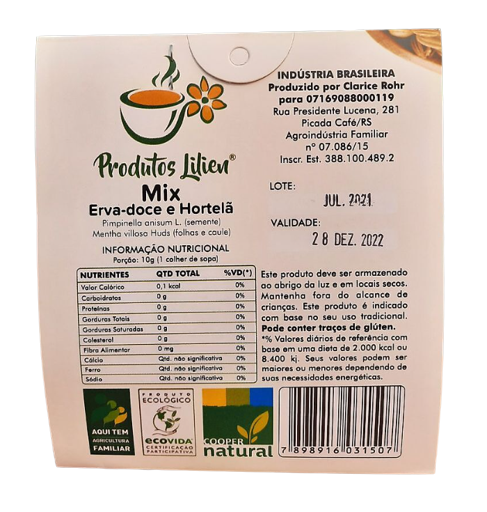 Produtos Lilien®
Mix
Erva-doce e Hortelã
Pimpinella anisum L. (semente)
Mentha villosa Huds (folhas e caule)
INFORMAÇÃO NUTRICIONAL
Porção: 10g (1 colher de sopa)
NUTRIENTES QTD TOTAL %VD(*)
Valor Calórico 0,1 kcal 0%
Carboidratos 0 g 0%
Proteínas 0 g 0%
Gorduras Totais 0 g 0%
Gorduras Saturadas 0 g 0%
Colesterol 0 g 0%
Fibra Alimentar 0 mg 0%
Cálcio Qtd. não significativa 0%
Ferro Qtd. não significativa 0%
Sódio Qtd. não significativa 0%
INDÚSTRIA BRASILEIRA
Produzido por Clarice Rohr
para 07169088000119
Rua Presidente Lucena, 281
Picada Café/RS
Agroindústria Familiar
nº 07.086/15
Inscr. Est. 388.100.489.2
LOTE:
JUL. 2021
VALIDADE:
28 DEZ. 2022
Este produto deve ser armazenado
ao abrigo da luz e em locais secos.
Mantenha fora do alcance de
crianças. Este produto é indicado
com base no seu uso tradicional.
Pode conter traços de glúten.
*% Valores diários de referência com
base em uma dieta de 2.000 kcal ou
8.400 kj. Seus valores podem ser
maiores ou menores dependendo de
suas necessidades energéticas.
AQUI TEM
AGRICULTURA
FAMILIAR
PRODUTO
ECOLÓGICO
ecovida
CERTIFICAÇÃO
PARTICIPATIVA
COOPER
natural
7 898916 031507